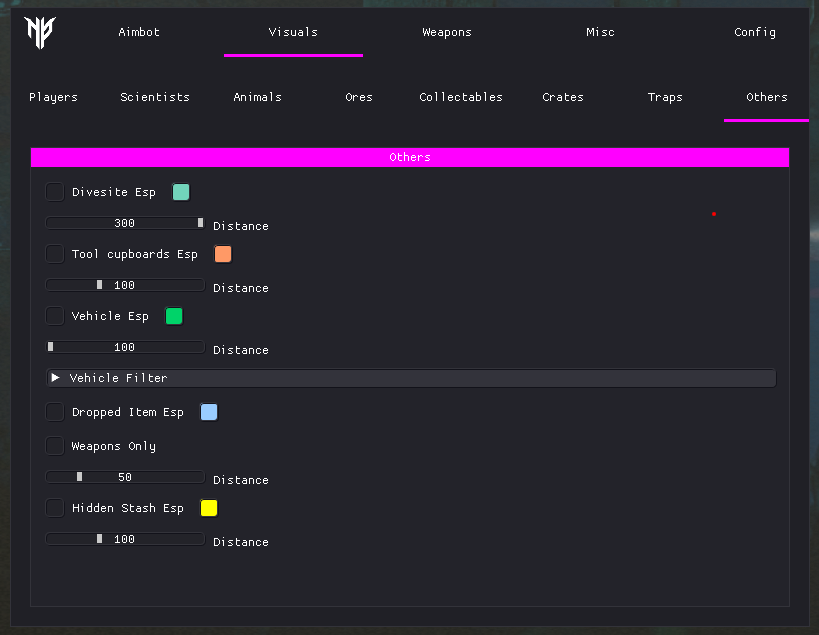 Aimbot Visuals Weapons Misc Config
Players Scientists Animals Ores Collectables Crates Traps Others
Others
Divesite Esp
300 Distance
Tool cupboards Esp
100 Distance
Vehicle Esp
100 Distance
Vehicle Filter
Dropped Item Esp
Weapons Only
50 Distance
Hidden Stash Esp
100 Distance